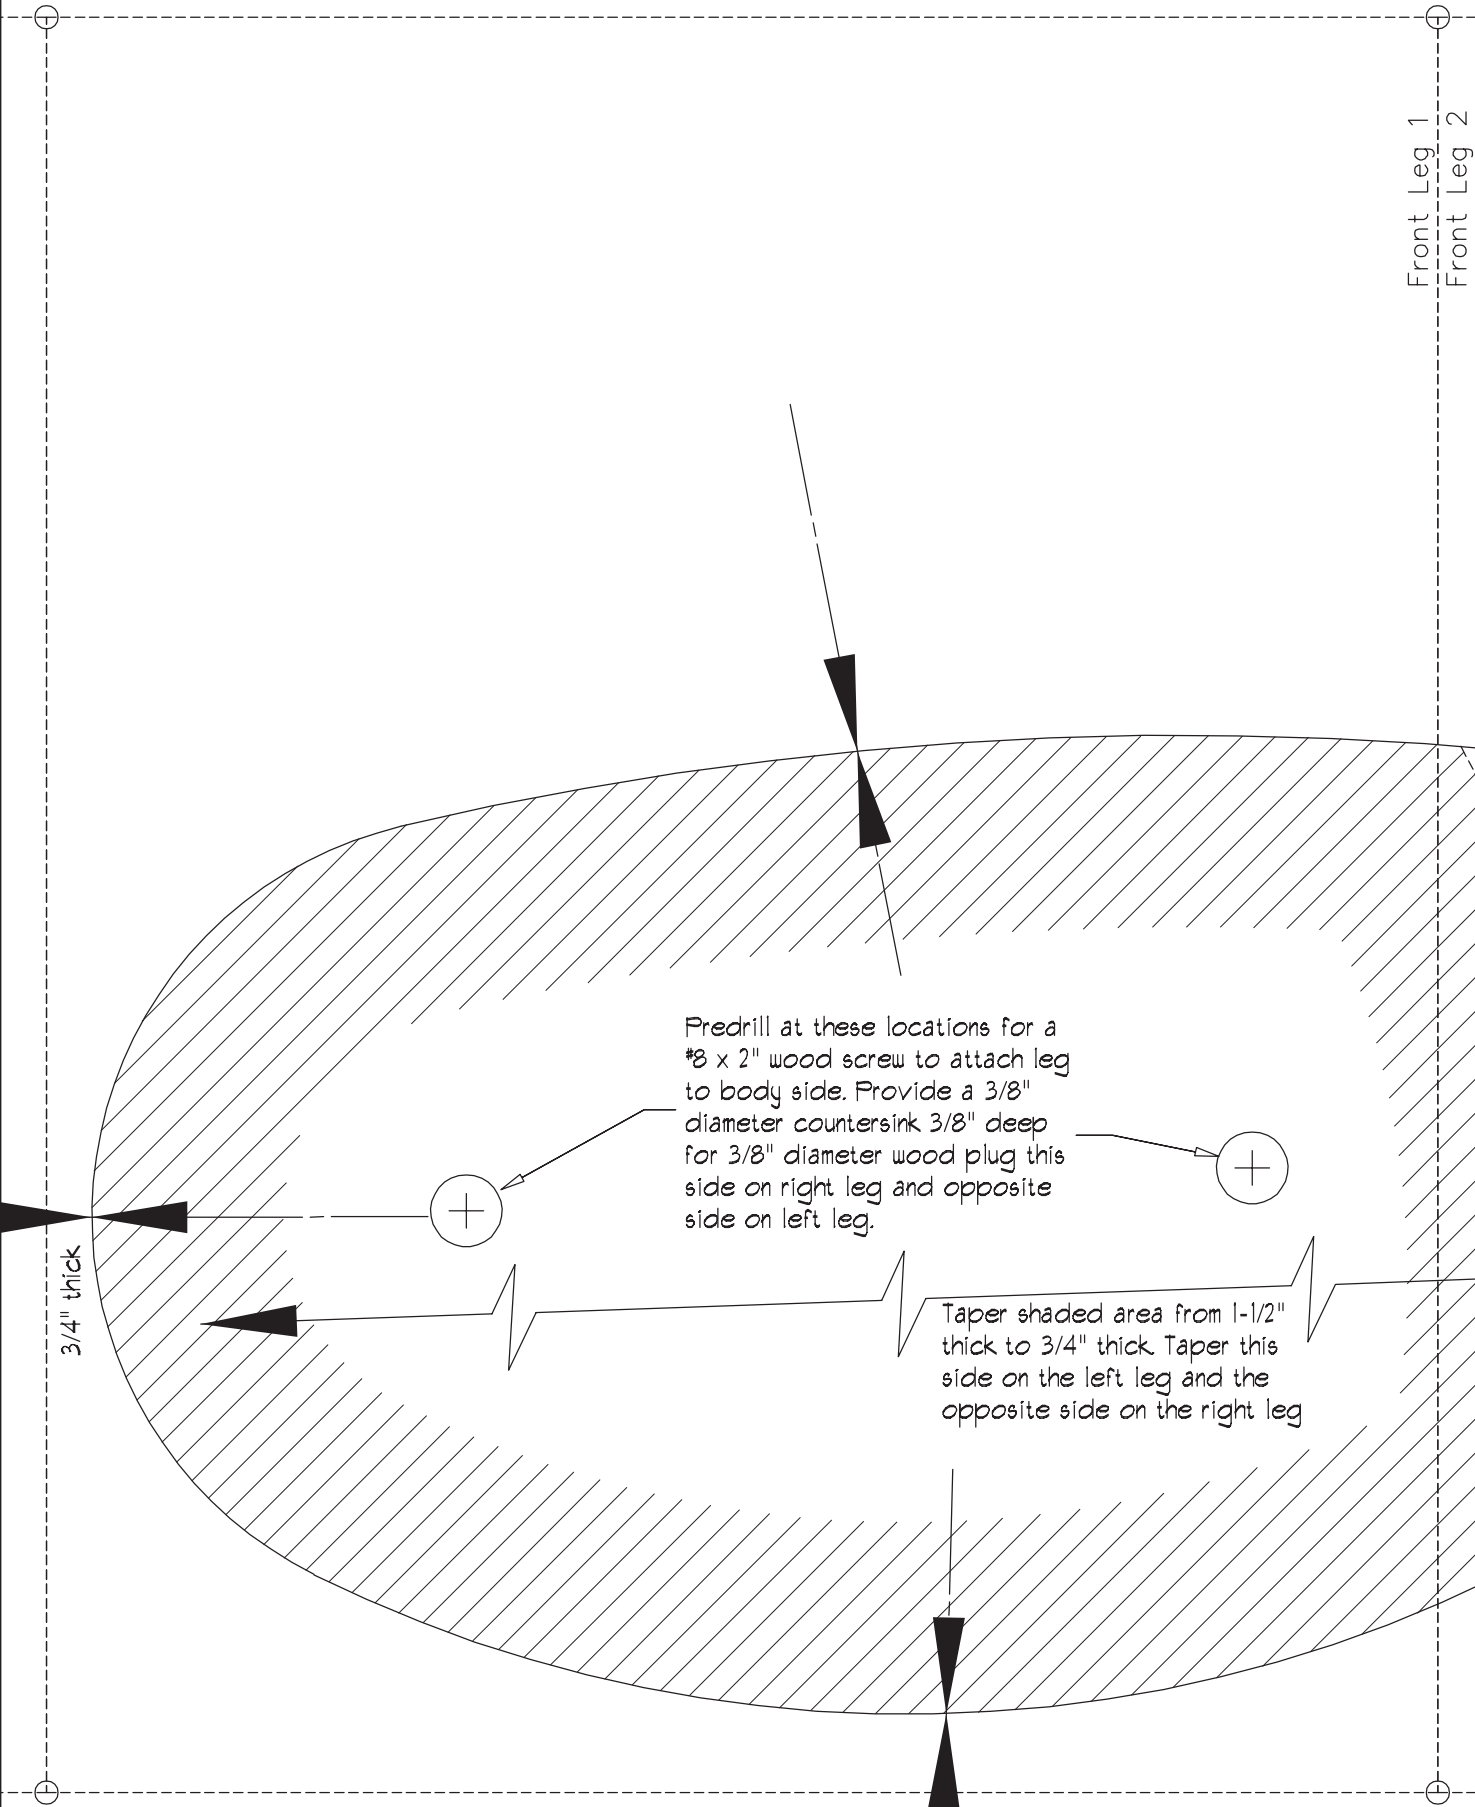 Front Leg 1
Front Leg 2
Predrill at these locations for a
#8 x 2" wood screw to attach leg
to body side. Provide a 3/8"
diameter countersink 3/8" deep
for 3/8" diameter wood plug this
side on right leg and opposite
side on left leg.
3/4" thick
Taper shaded area from 1-1/2"
thick to 3/4" thick. Taper this
side on the left leg and the
opposite side on the right leg